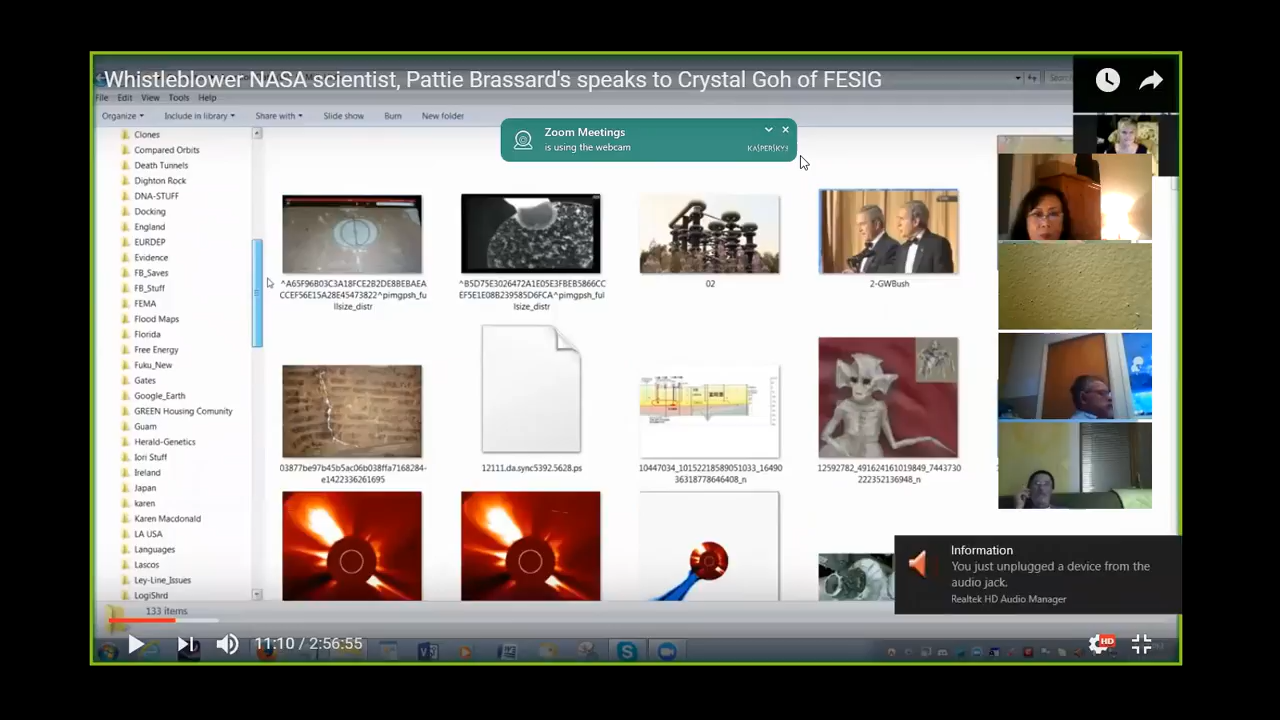 Whistleblower NASA scientist, Pattie Brassard's speaks to Crystal Goh of FESIG
File Edit View Tools Help
Organize Include in library Share with Slide show Burn New folder
Zoom Meetings
is using the webcam
KASPERSKY
Clones
Compared Orbits
Death Tunnels
Dighton Rock
DNA-STUFF
Docking
England
EURDEP
Evidence
FB_Saves
FB_Stuff
FEMA
Flood Maps
Florida
Free Energy
Fuku_New
Gates
Google_Earth
GREEN Housing Comunity
Guam
Herald-Genetics
Iori Stuff
Ireland
Japan
karen
Karen Macdonald
LA USA
Languages
Lascos
Ley-Line_Issues
LogiShrd
^A65F96B03C3A18FCE2B2DE8BEBAEA
CCEF56E15A28E45473822^pimgpsh_fu
llsize_distr
^B5D75E3026472A1E05E3FBEB5866CC
EF5E1E08B239585D6FCA^pimgpsh_ful
lsize_distr
02
2-GWBush
03877be97b45b5ac06b038ffa7168284-
e1422336261695
12111.da.sync5392.5628.ps
10447034_10152218589051033_16490
36318778646408_n
12592782_491624161019849_7443730
222352136948_n
133 items
Information
You just unplugged a device from the
audio jack.
Realtek HD Audio Manager
11:10 / 2:56:55
HD